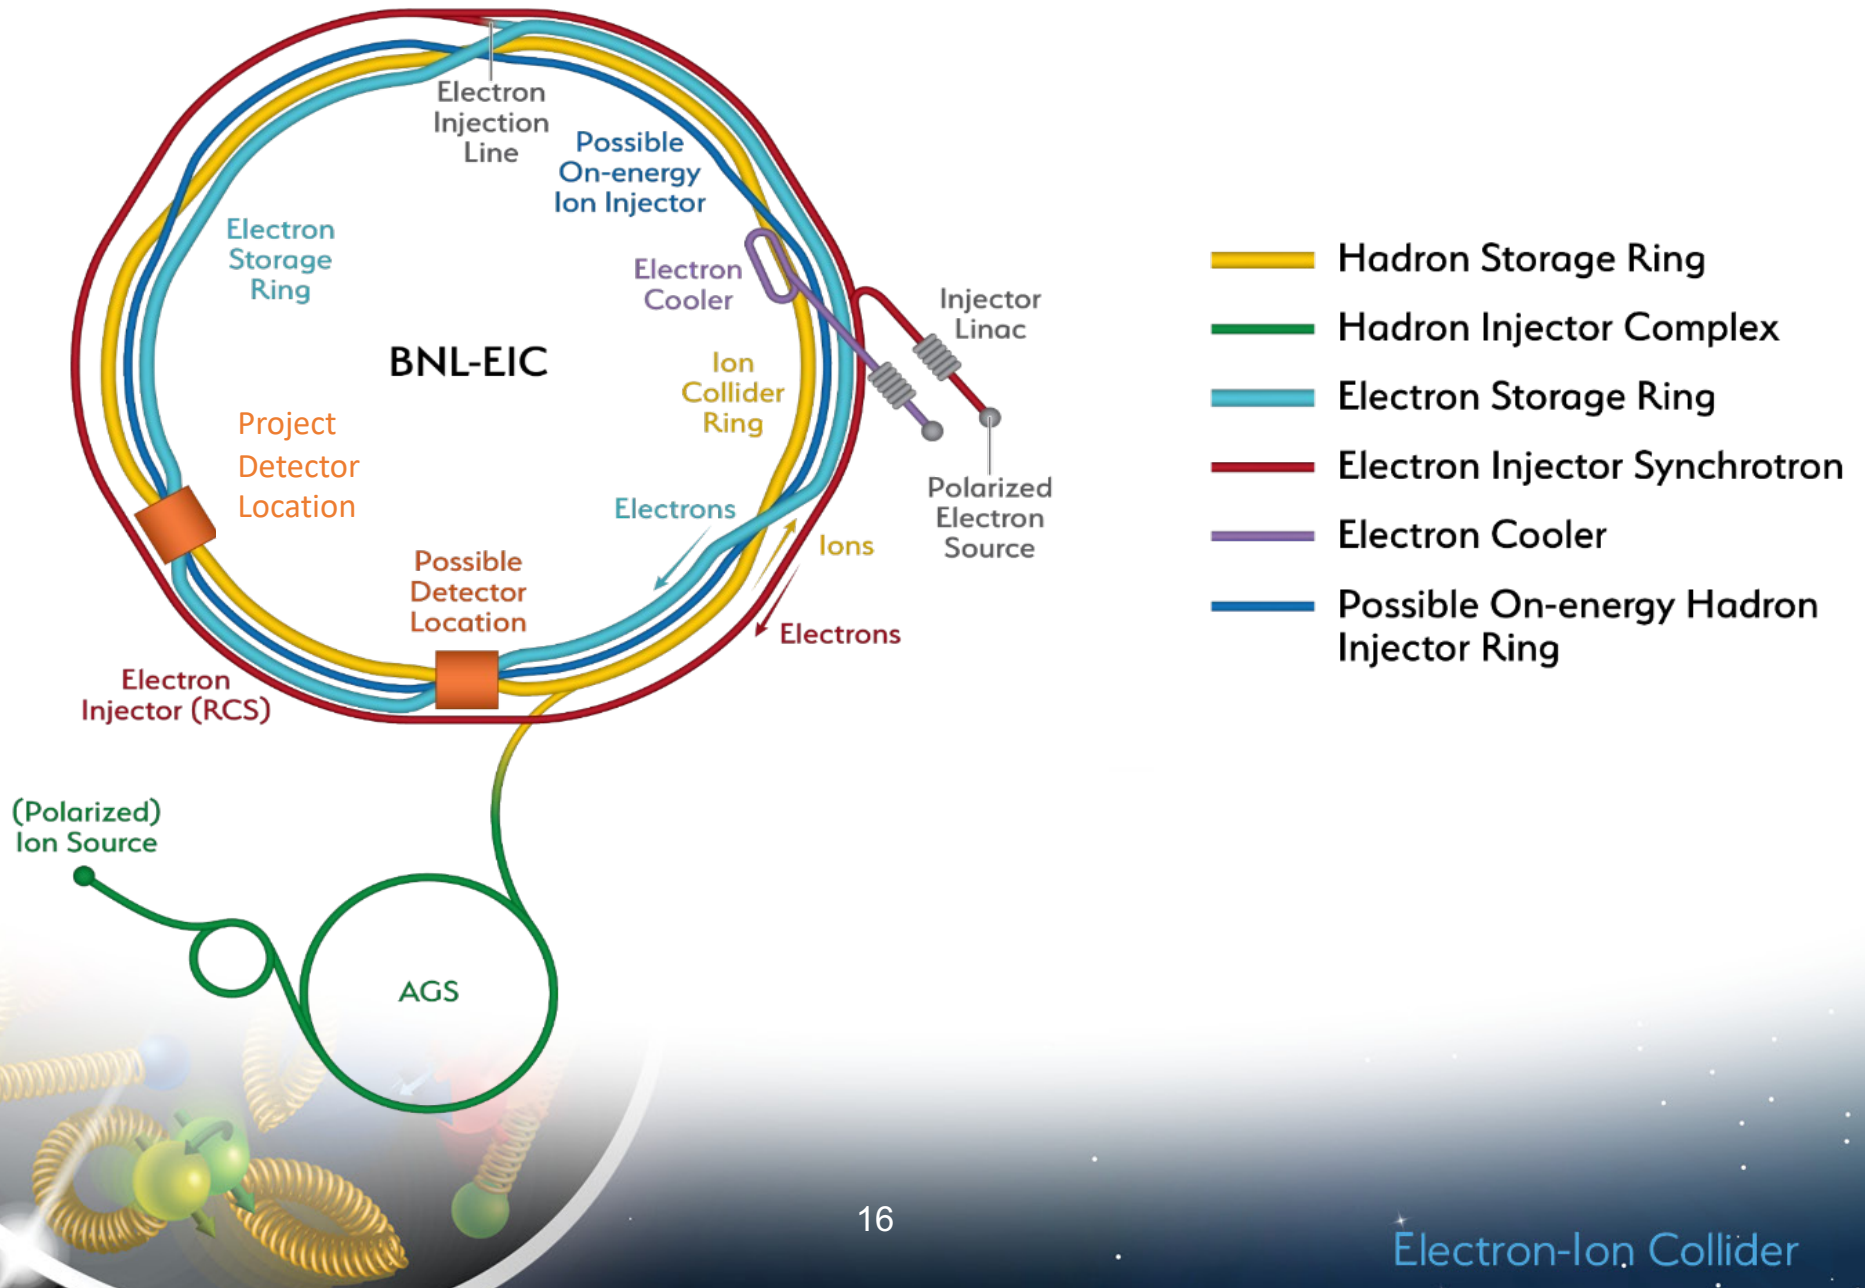 Electron
Injection
Line
Possible
On-energy
Ion Injector
Electron
Storage
Ring
Electron
Cooler
Injector
Linac
BNL-EIC
Ion
Collider
Ring
Project
Detector
Location
Polarized
Electron
Source
Electrons
Ions
Possible
Detector
Location
Electrons
Electron
Injector (RCS)
(Polarized)
Ion Source
AGS
Hadron Storage Ring
Hadron Injector Complex
Electron Storage Ring
Electron Injector Synchrotron
Electron Cooler
Possible On-energy Hadron
Injector Ring
16
Electron-Ion Collider